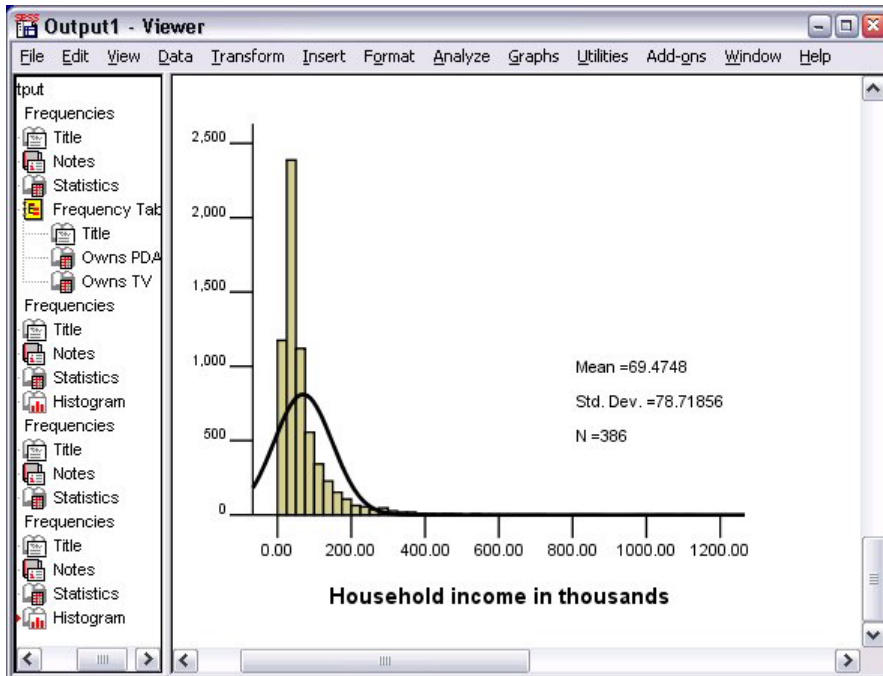 Output1 - Viewer
File Edit View Data Transform Insert Format Analyze Graphs Utilities Add-ons Window Help
tput
Frequencies
Title
Notes
Statistics
Frequency Tab
Title
Owns PDA
Owns TV
Frequencies
Title
Notes
Statistics
Histogram
Frequencies
Title
Notes
Statistics
Frequencies
Title
Notes
Statistics
Histogram
2,500
2,000
1,500
1,000
500
0
0.00 200.00 400.00 600.00 800.00 1000.00 1200.00
Mean =69.4748
Std. Dev. =78.71856
N =386
Household income in thousands